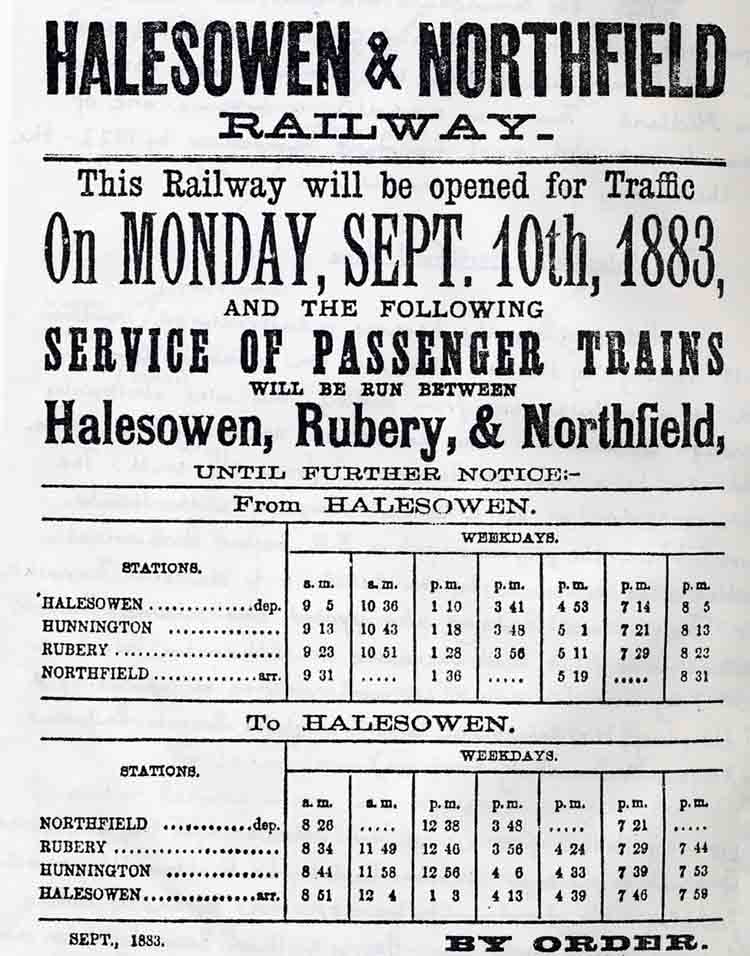 HALESOWEN & NORTHFIELD
RAILWAY.
This Railway will be opened for Traffic
On MONDAY, SEPT. 10th, 1883,
AND THE FOLLOWING
SERVICE OF PASSENGER TRAINS
WILL BE RUN BETWEEN
Halesowen, Rubery, & Northfield,
UNTIL FURTHER NOTICE:-
From HALESOWEN.
WEEKDAYS.
STATIONS.
a.m. a.m. p.m. p.m. p.m. p.m. p.m.
HALESOWEN ............dep. 9 5 10 36 1 10 3 41 4 53 7 14 8 5
HUNNINGTON ............... 9 13 10 43 1 18 3 48 5 1 7 21 8 13
RUBERY ..................... 9 23 10 51 1 28 3 56 5 11 7 29 8 23
NORTHFIELD ............arr. 9 31 ..... 1 36 ..... 5 19 ..... 8 31
To HALESOWEN.
WEEKDAYS.
STATIONS.
a.m. a.m. p.m. p.m. p.m. p.m. p.m.
NORTHFIELD ............dep. 8 26 ..... 12 38 3 48 ..... 7 21 .....
RUBERY ..................... 8 34 11 49 12 46 3 56 4 24 7 29 7 44
HUNNINGTON ............... 8 44 11 58 12 56 4 6 4 33 7 39 7 53
HALESOWEN...............arr. 8 51 12 4 1 3 4 13 4 39 7 46 7 59
SEPT., 1883.
BY ORDER.